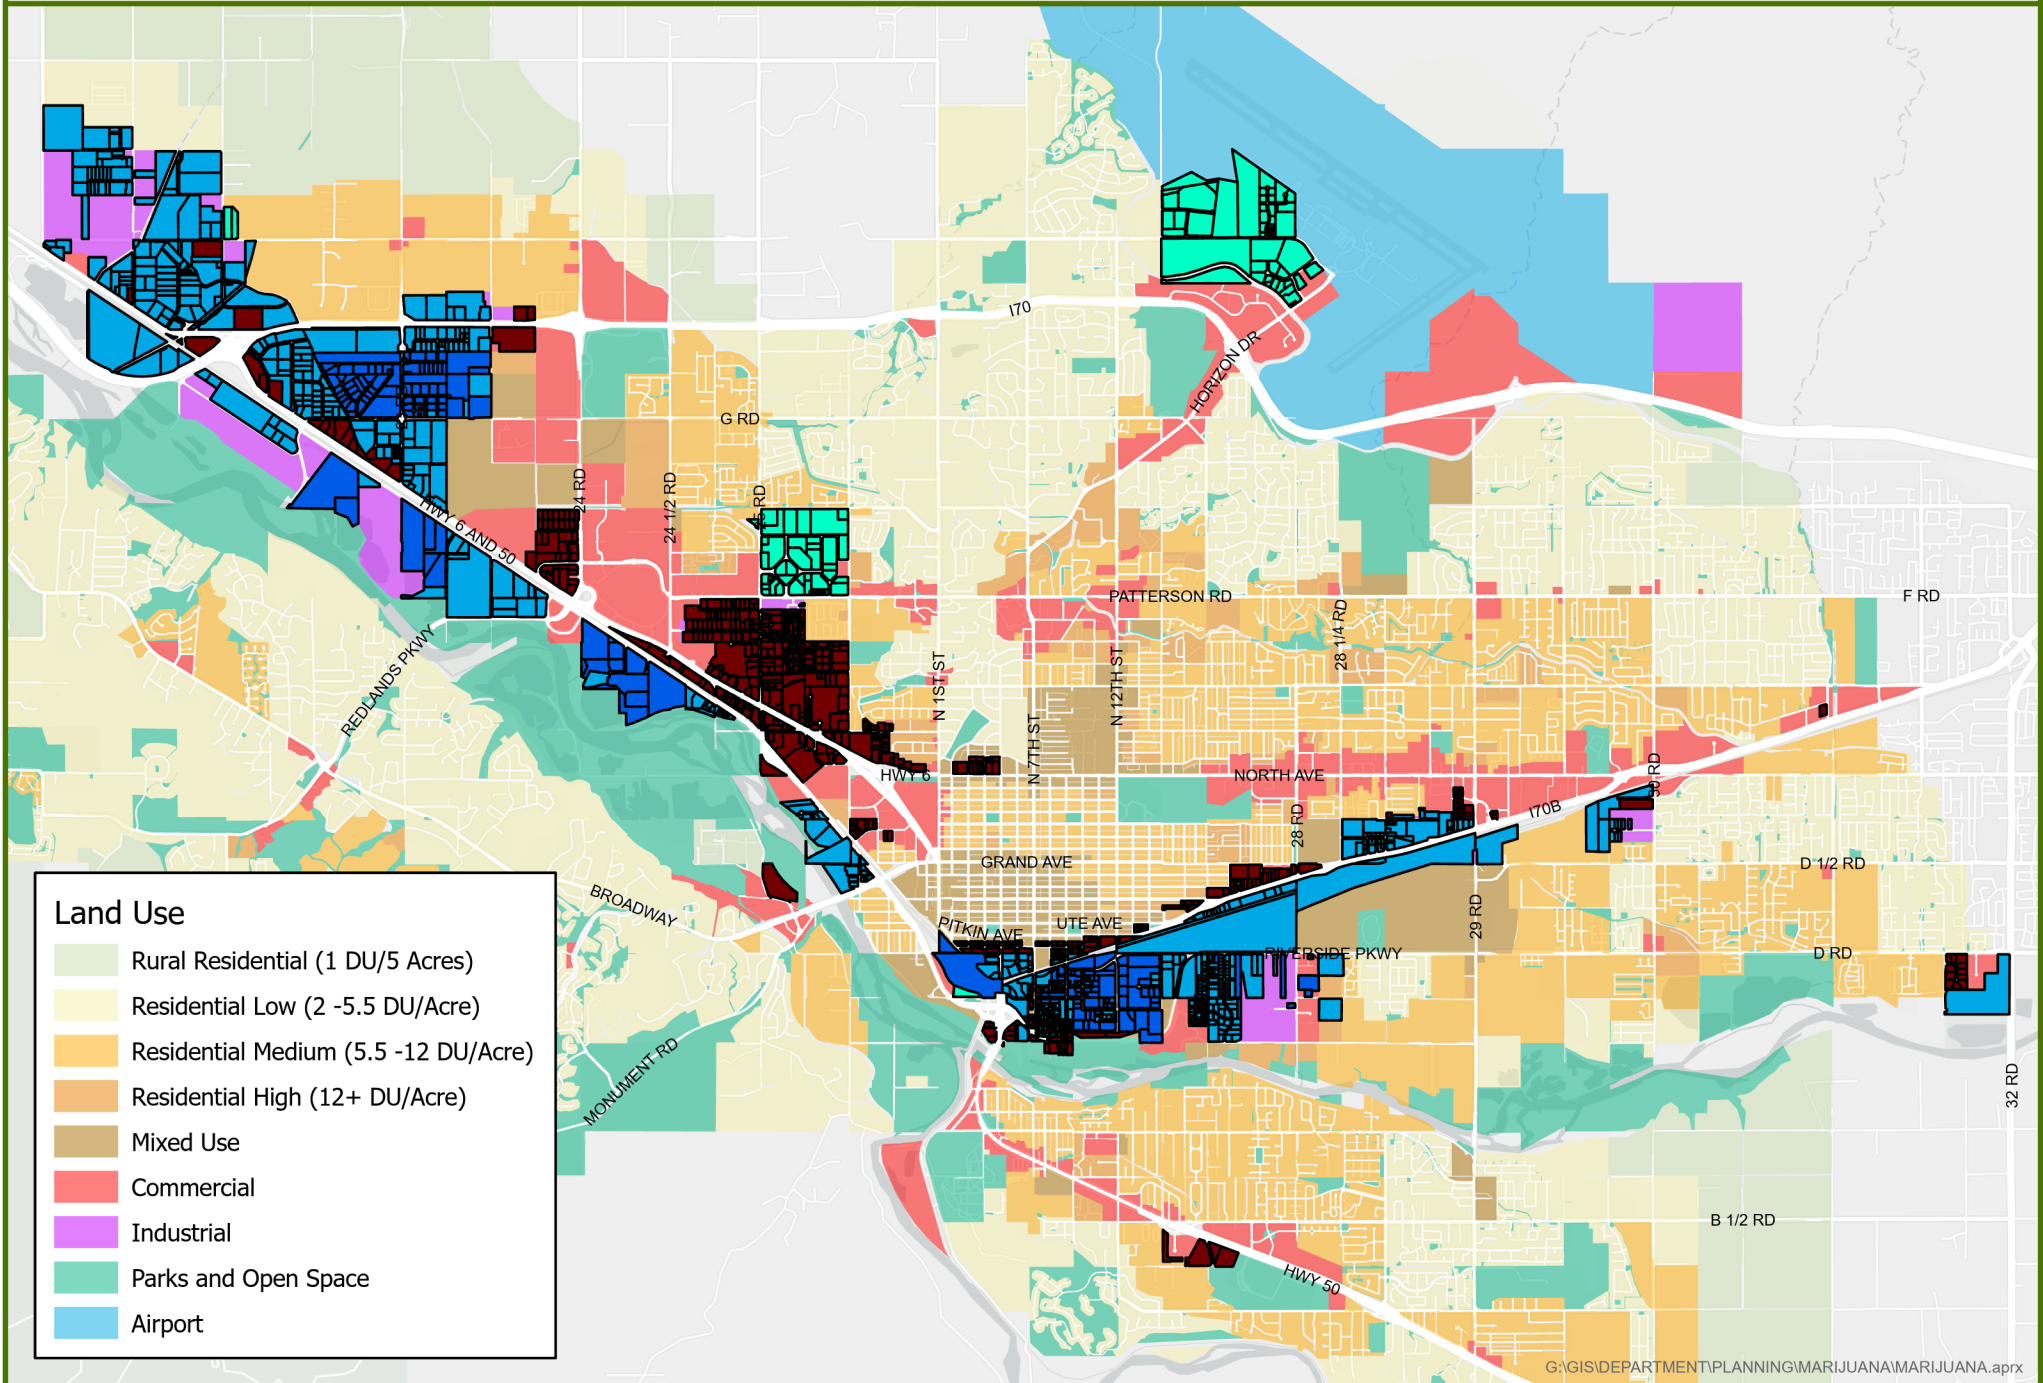 I70
HORIZON DR
G RD
24 RD
24 1/2 RD
25 RD
HWY 6 AND 50
PATTERSON RD
F RD
28 1/4 RD
REDLANDS PKWY
N 1ST ST
N 7TH ST
N 12TH ST
HWY 6
NORTH AVE
30 RD
I70B
28 RD
GRAND AVE
D 1/2 RD
BROADWAY
PITKIN AVE
UTE AVE
29 RD
RIVERSIDE PKWY
D RD
MONUMENT RD
32 RD
B 1/2 RD
HWY 50
Land Use
Rural Residential (1 DU/5 Acres)
Residential Low (2 -5.5 DU/Acre)
Residential Medium (5.5 -12 DU/Acre)
Residential High (12+ DU/Acre)
Mixed Use
Commercial
Industrial
Parks and Open Space
Airport
G:\GIS\DEPARTMENT\PLANNING\MARIJUANA\MARIJUANA.aprx